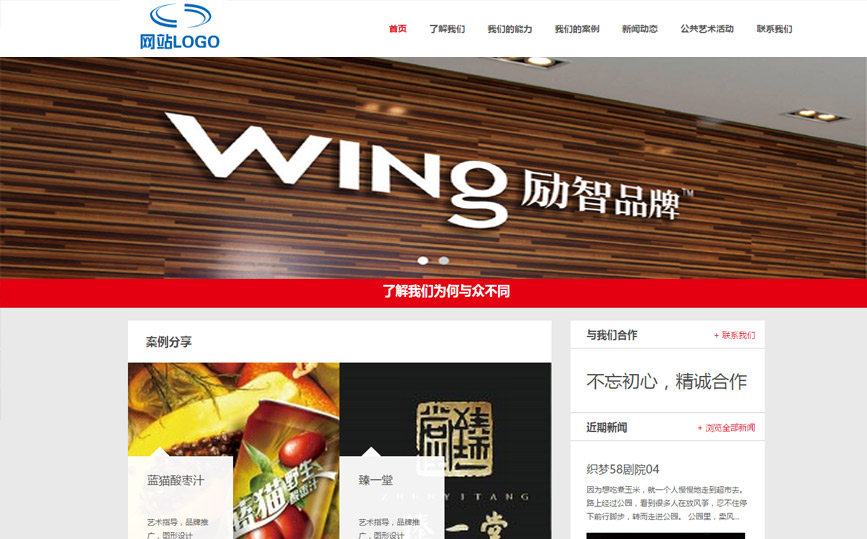 网站LOGO
首页 了解我们 我们的能力 我们的案例 新闻动态 公共艺术活动 联系我们
WING 励智品牌™
了解我们为何与众不同
案例分享
蓝猫酸枣汁
艺术指导，品牌推
广，图形设计
蓝猫野生
酸枣汁
臻一堂
ZHENYITANG
臻一堂
艺术指导，品牌推
广，图形设计
与我们合作 + 联系我们
不忘初心，精诚合作
近期新闻 + 浏览全部新闻
织梦58剧院04
因为想吃煮玉米，就一个人慢慢地走到超市去。
路上经过公园，看到很多人在放风筝，忍不住停
下前行脚步，转而走进公园。 公园里，卖风...